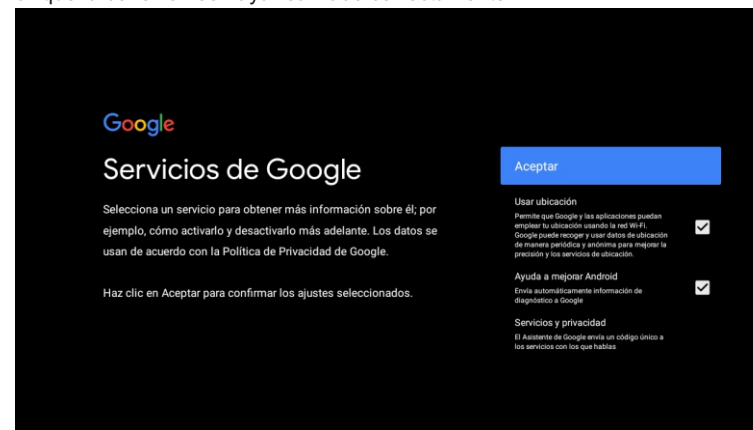 Google
Servicios de Google
Selecciona un servicio para obtener más información sobre él; por
ejemplo, cómo activarlo y desactivarlo más adelante. Los datos se
usan de acuerdo con la Política de Privacidad de Google.
Haz clic en Aceptar para confirmar los ajustes seleccionados.
Aceptar
Usar ubicación
Permite que Google y las aplicaciones puedan
emplear tu ubicación usando la red Wi-Fi.
Google puede recoger y usar datos de ubicación
de manera periódica y anónima para mejorar la
precisión y los servicios de ubicación.
Ayuda a mejorar Android
Envía automáticamente información de
diagnóstico a Google
Servicios y privacidad
El Asistente de Google envía un código único a
los servicios con los que hablas